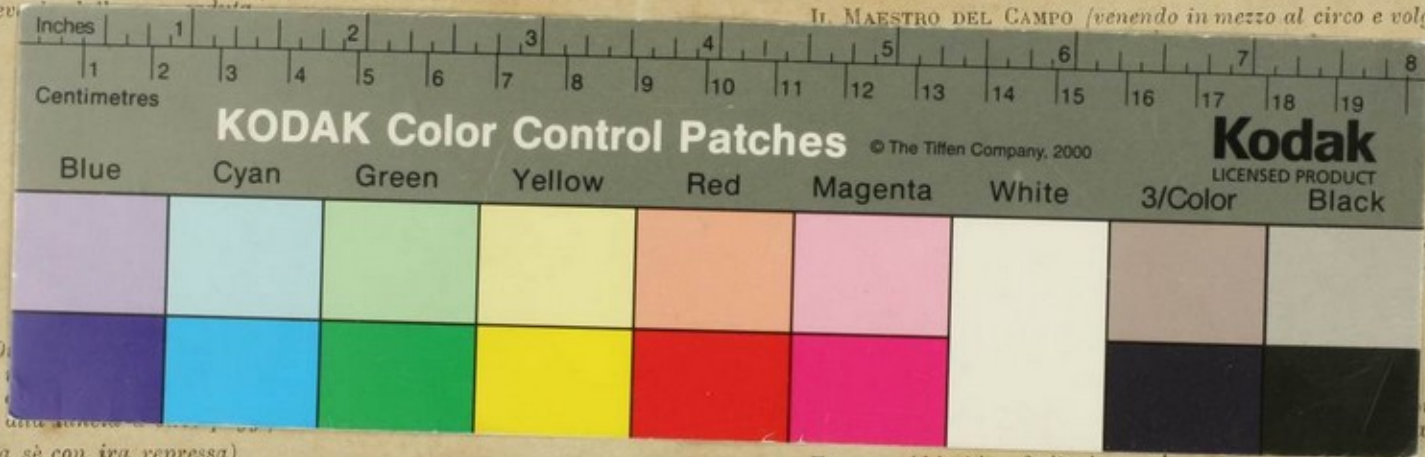 IL MAESTRO DEL CAMPO (venendo in mezzo al circo e
Inches 1 2 3 4 5 6 7 8
1 2 3 4 5 6 7 8 9 10 11 12 13 14 15 16 17 18 19
Centimetres
KODAK Color Control Patches © The Tiffen Company, 2000 Kodak
LICENSED PRODUCT
Blue Cyan Green Yellow Red Magenta White 3/Color Black
sè con ira repressa)